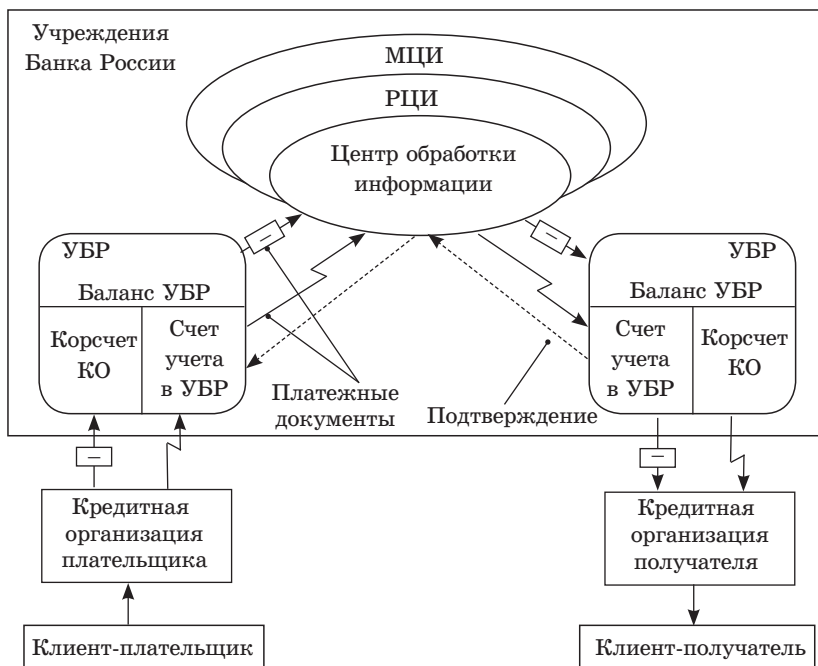 Учреждения
Банка России
МЦИ
РЦИ
Центр обработки
информации
УБР
Баланс УБР
Корсчет
КО
Счет
учета
в УБР
УБР
Баланс УБР
Счет
учета
в УБР
Корсчет
КО
Платежные
документы
Подтверждение
Кредитная
организация
плательщика
Кредитная
организация
получателя
Клиент-плательщик
Клиент-получатель